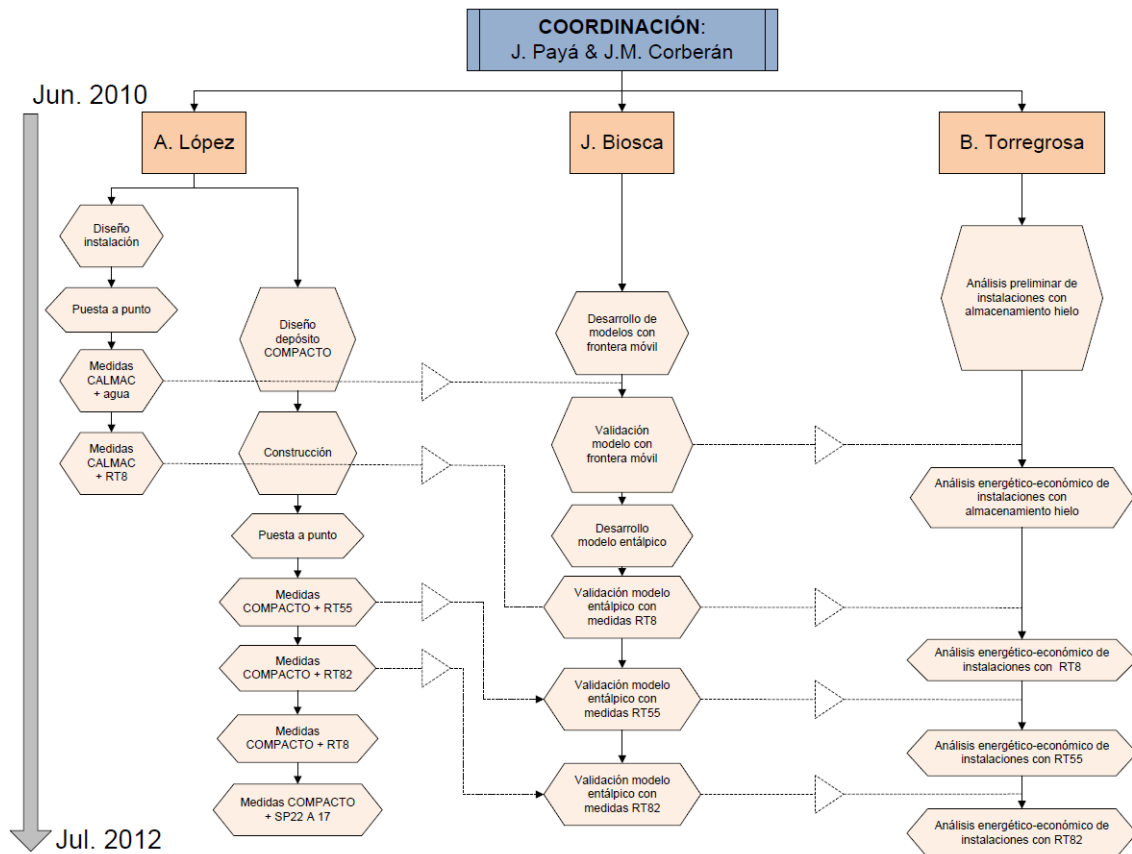 COORDINACIÓN:
J. Payá & J.M. Corberán
Jun. 2010
A. López
J. Biosca
B. Torregrosa
Diseño
instalación
Puesta a punto
Medidas
CALMAC
+ agua
Medidas
CALMAC
+ RT8
Diseño
depósito
COMPACTO
Construcción
Puesta a punto
Medidas
COMPACTO + RT55
Medidas
COMPACTO + RT82
Medidas
COMPACTO + RT8
Medidas COMPACTO
+ SP22 A 17
Desarrollo de
modelos con
frontera móvil
Validación
modelo con
frontera móvil
Desarrollo
modelo entálpico
Validación modelo
entálpico con
medidas RT8
Validación modelo
entálpico con
medidas RT55
Validación modelo
entálpico con
medidas RT82
Análisis preliminar de
instalaciones con
almacenamiento hielo
Análisis energético-económico de
instalaciones con
almacenamiento hielo
Análisis energético-económico de
instalaciones con RT8
Análisis energético-económico de
instalaciones con RT55
Análisis energético-económico de
instalaciones con RT82
Jul. 2012